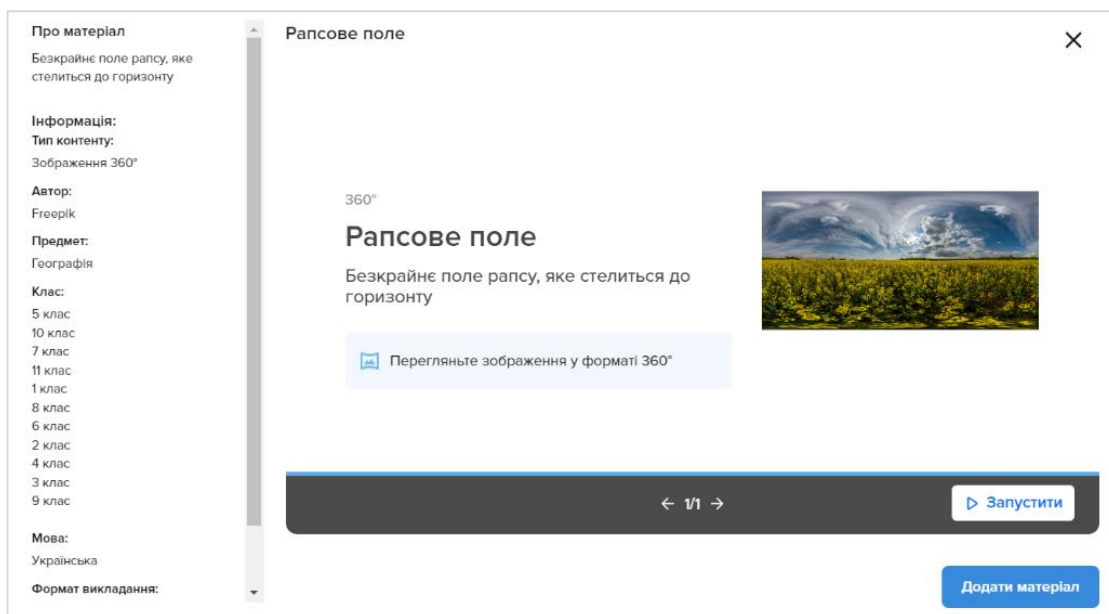 Про матеріал
Безкрайнє поле рапсу, яке
стелиться до горизонту
Інформація:
Тип контенту:
Зображення 360°
Автор:
Freepik
Предмет:
Географія
Клас:
5 клас
10 клас
7 клас
11 клас
1 клас
8 клас
6 клас
2 клас
4 клас
3 клас
9 клас
Мова:
Українська
Формат викладання:
Рапсове поле
360°
Рапсове поле
Безкрайнє поле рапсу, яке стелиться до
горизонту
Перегляньте зображення у форматі 360°
← 1/1 →
Запустити
Додати матеріал